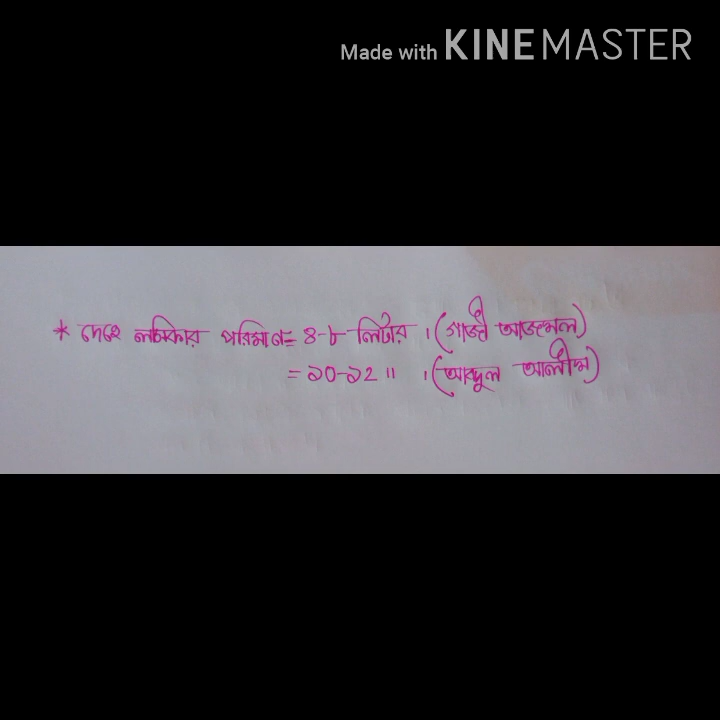 Made with KINEMASTER
* দেহে লসিকার পরিমাণ= ৪-৮ লিটার । (গাজী আজমল)
= ১০-১২ " । (আব্দুল আলীম)